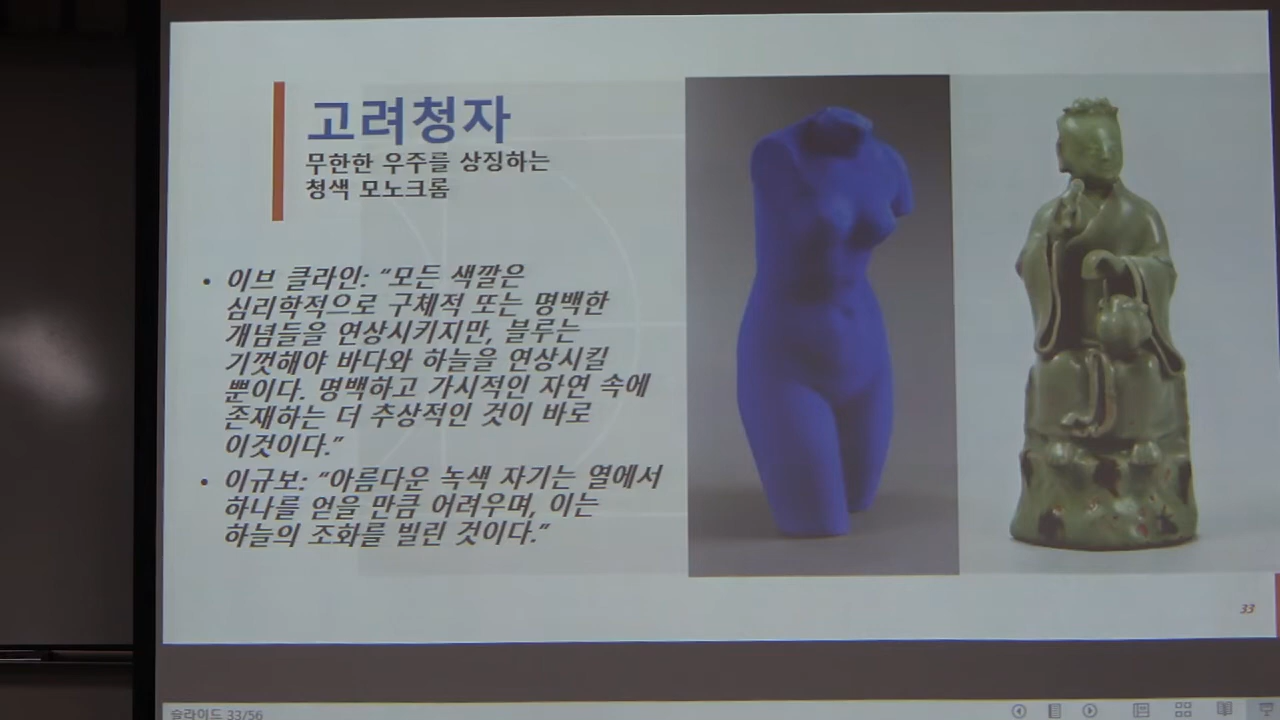 고려청자
무한한 우주를 상징하는
청색 모노크롬
• 이브 클라인: “모든 색깔은
심리학적으로 구체적 또는 명백한
개념들을 연상시키지만, 블루는
기껏해야 바다와 하늘을 연상시킬
뿐이다. 명백하고 가시적인 자연 속에
존재하는 더 추상적인 것이 바로
이것이다.”
• 이규보: “아름다운 녹색 자기는 열에서
하나를 얻을 만큼 어려우며, 이는
하늘의 조화를 빌린 것이다.”
33
슬라이드 33/56